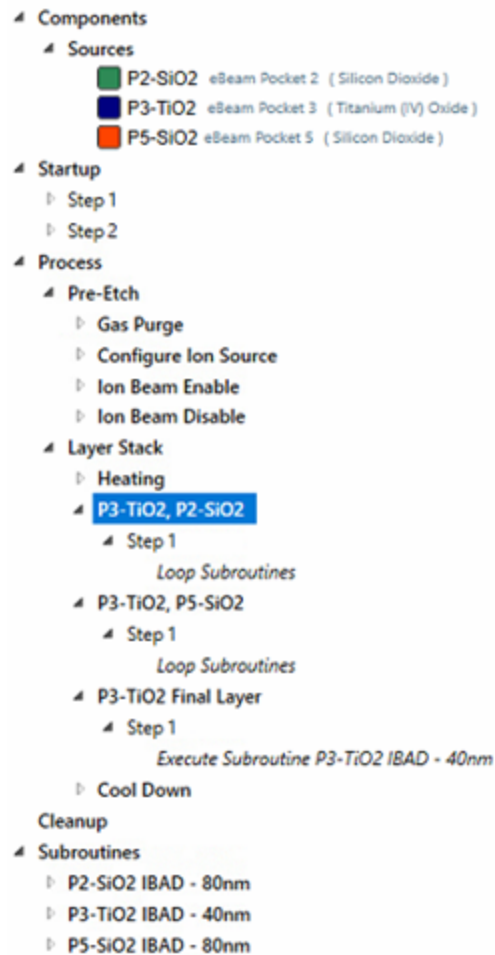 Components
Sources
P2-SiO2 eBeam Pocket 2 ( Silicon Dioxide )
P3-TiO2 eBeam Pocket 3 ( Titanium (IV) Oxide )
P5-SiO2 eBeam Pocket 5 ( Silicon Dioxide )
Startup
Step 1
Step 2
Process
Pre-Etch
Gas Purge
Configure Ion Source
Ion Beam Enable
Ion Beam Disable
Layer Stack
Heating
P3-TiO2, P2-SiO2
Step 1
Loop Subroutines
P3-TiO2, P5-SiO2
Step 1
Loop Subroutines
P3-TiO2 Final Layer
Step 1
Execute Subroutine P3-TiO2 IBAD - 40nm
Cool Down
Cleanup
Subroutines
P2-SiO2 IBAD - 80nm
P3-TiO2 IBAD - 40nm
P5-SiO2 IBAD - 80nm